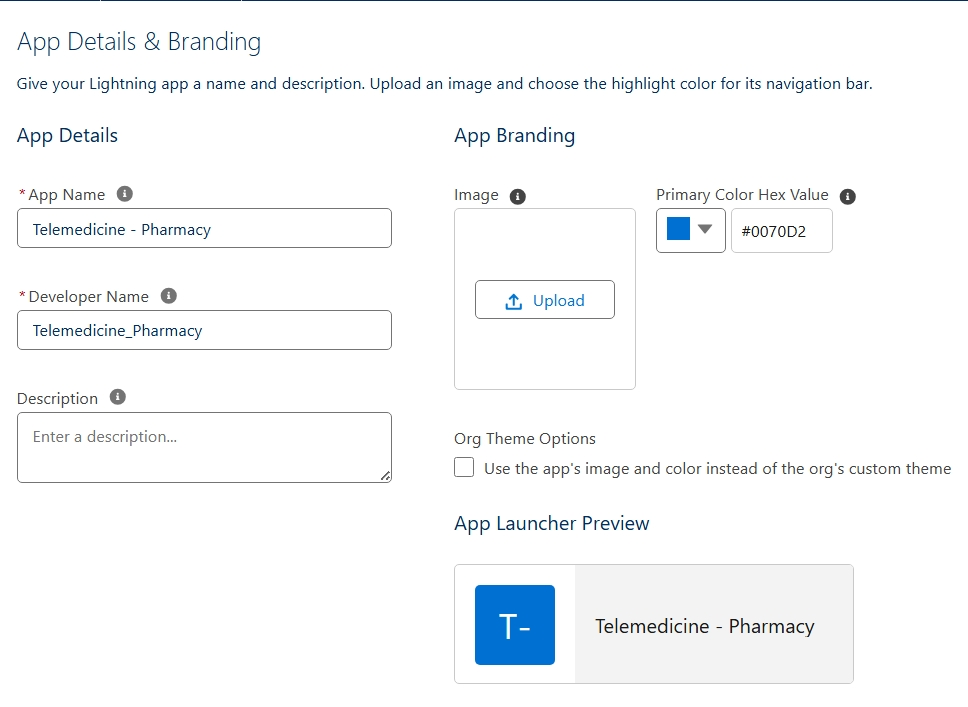 App Details & Branding
Give your Lightning app a name and description. Upload an image and choose the highlight color for its navigation bar.
App Details
* App Name
Telemedicine - Pharmacy
* Developer Name
Telemedicine_Pharmacy
Description
Enter a description...
App Branding
Image
Upload
Primary Color Hex Value
#0070D2
Org Theme Options
Use the app's image and color instead of the org's custom theme
App Launcher Preview
T-
Telemedicine - Pharmacy